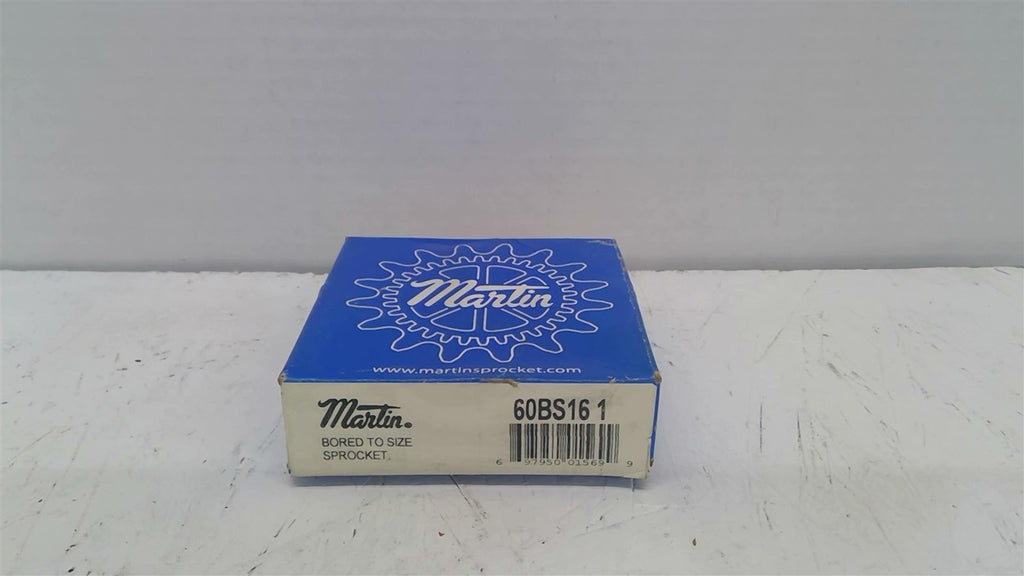 Martin
www.martinsprocket.com
Martin.
BORED TO SIZE
SPROCKET
60BS16 1
6 97950 01569 9